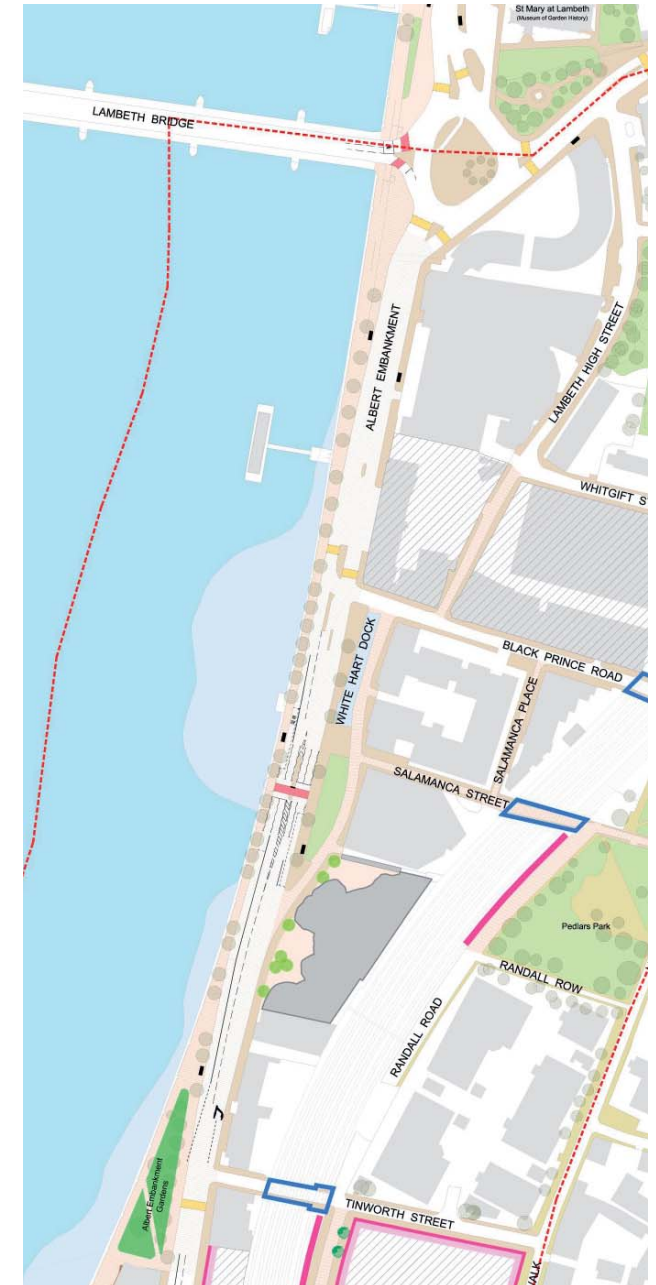 St Mary at Lambeth
(Museum of Garden History)
LAMBETH BRIDGE
ALBERT EMBANKMENT
LAMBETH HIGH STREET
WHITGIFT S
WHITE HART DOCK
BLACK PRINCE ROAD
SALAMANCA PLACE
SALAMANCA STREET
Pedlars Park
RANDALL ROW
RANDALL ROAD
Albert Embankment
Gardens
TINWORTH STREET
ALK